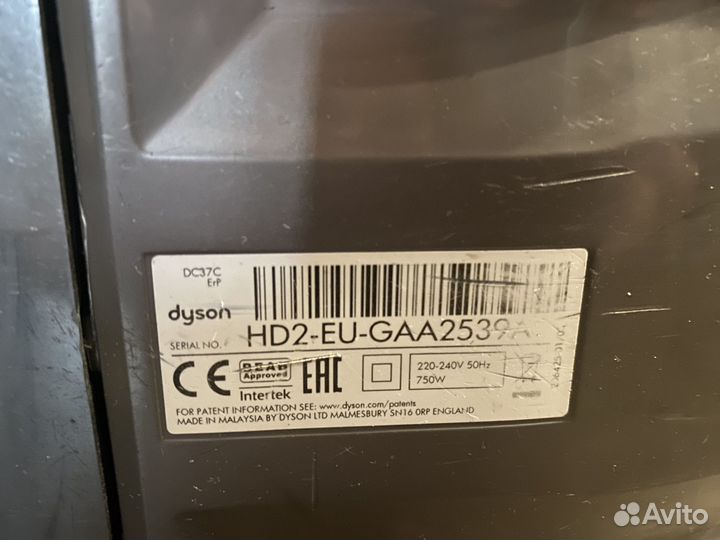 DC37C
ErP
dyson
SERIAL NO.
HD2-EU-GAA2539A
CE
BEAB
Approved
Intertek
EAC
220-240V 50Hz
750W
FOR PATENT INFORMATION SEE: www.dyson.com/patents
MADE IN MALAYSIA BY DYSON LTD MALMESBURY SN16 0RP ENGLAND
Avito